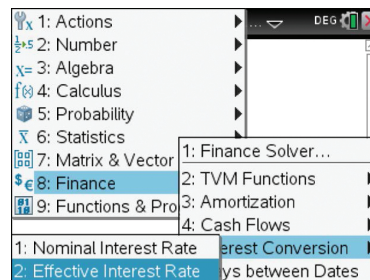 1: Actions
... DEG
2: Number
3: Algebra
4: Calculus
5: Probability
6: Statistics
7: Matrix & Vector
8: Finance
9: Functions & Pro
1: Finance Solver...
2: TVM Functions
3: Amortization
4: Cash Flows
erest Conversion
ys between Dates
1: Nominal Interest Rate
2: Effective Interest Rate